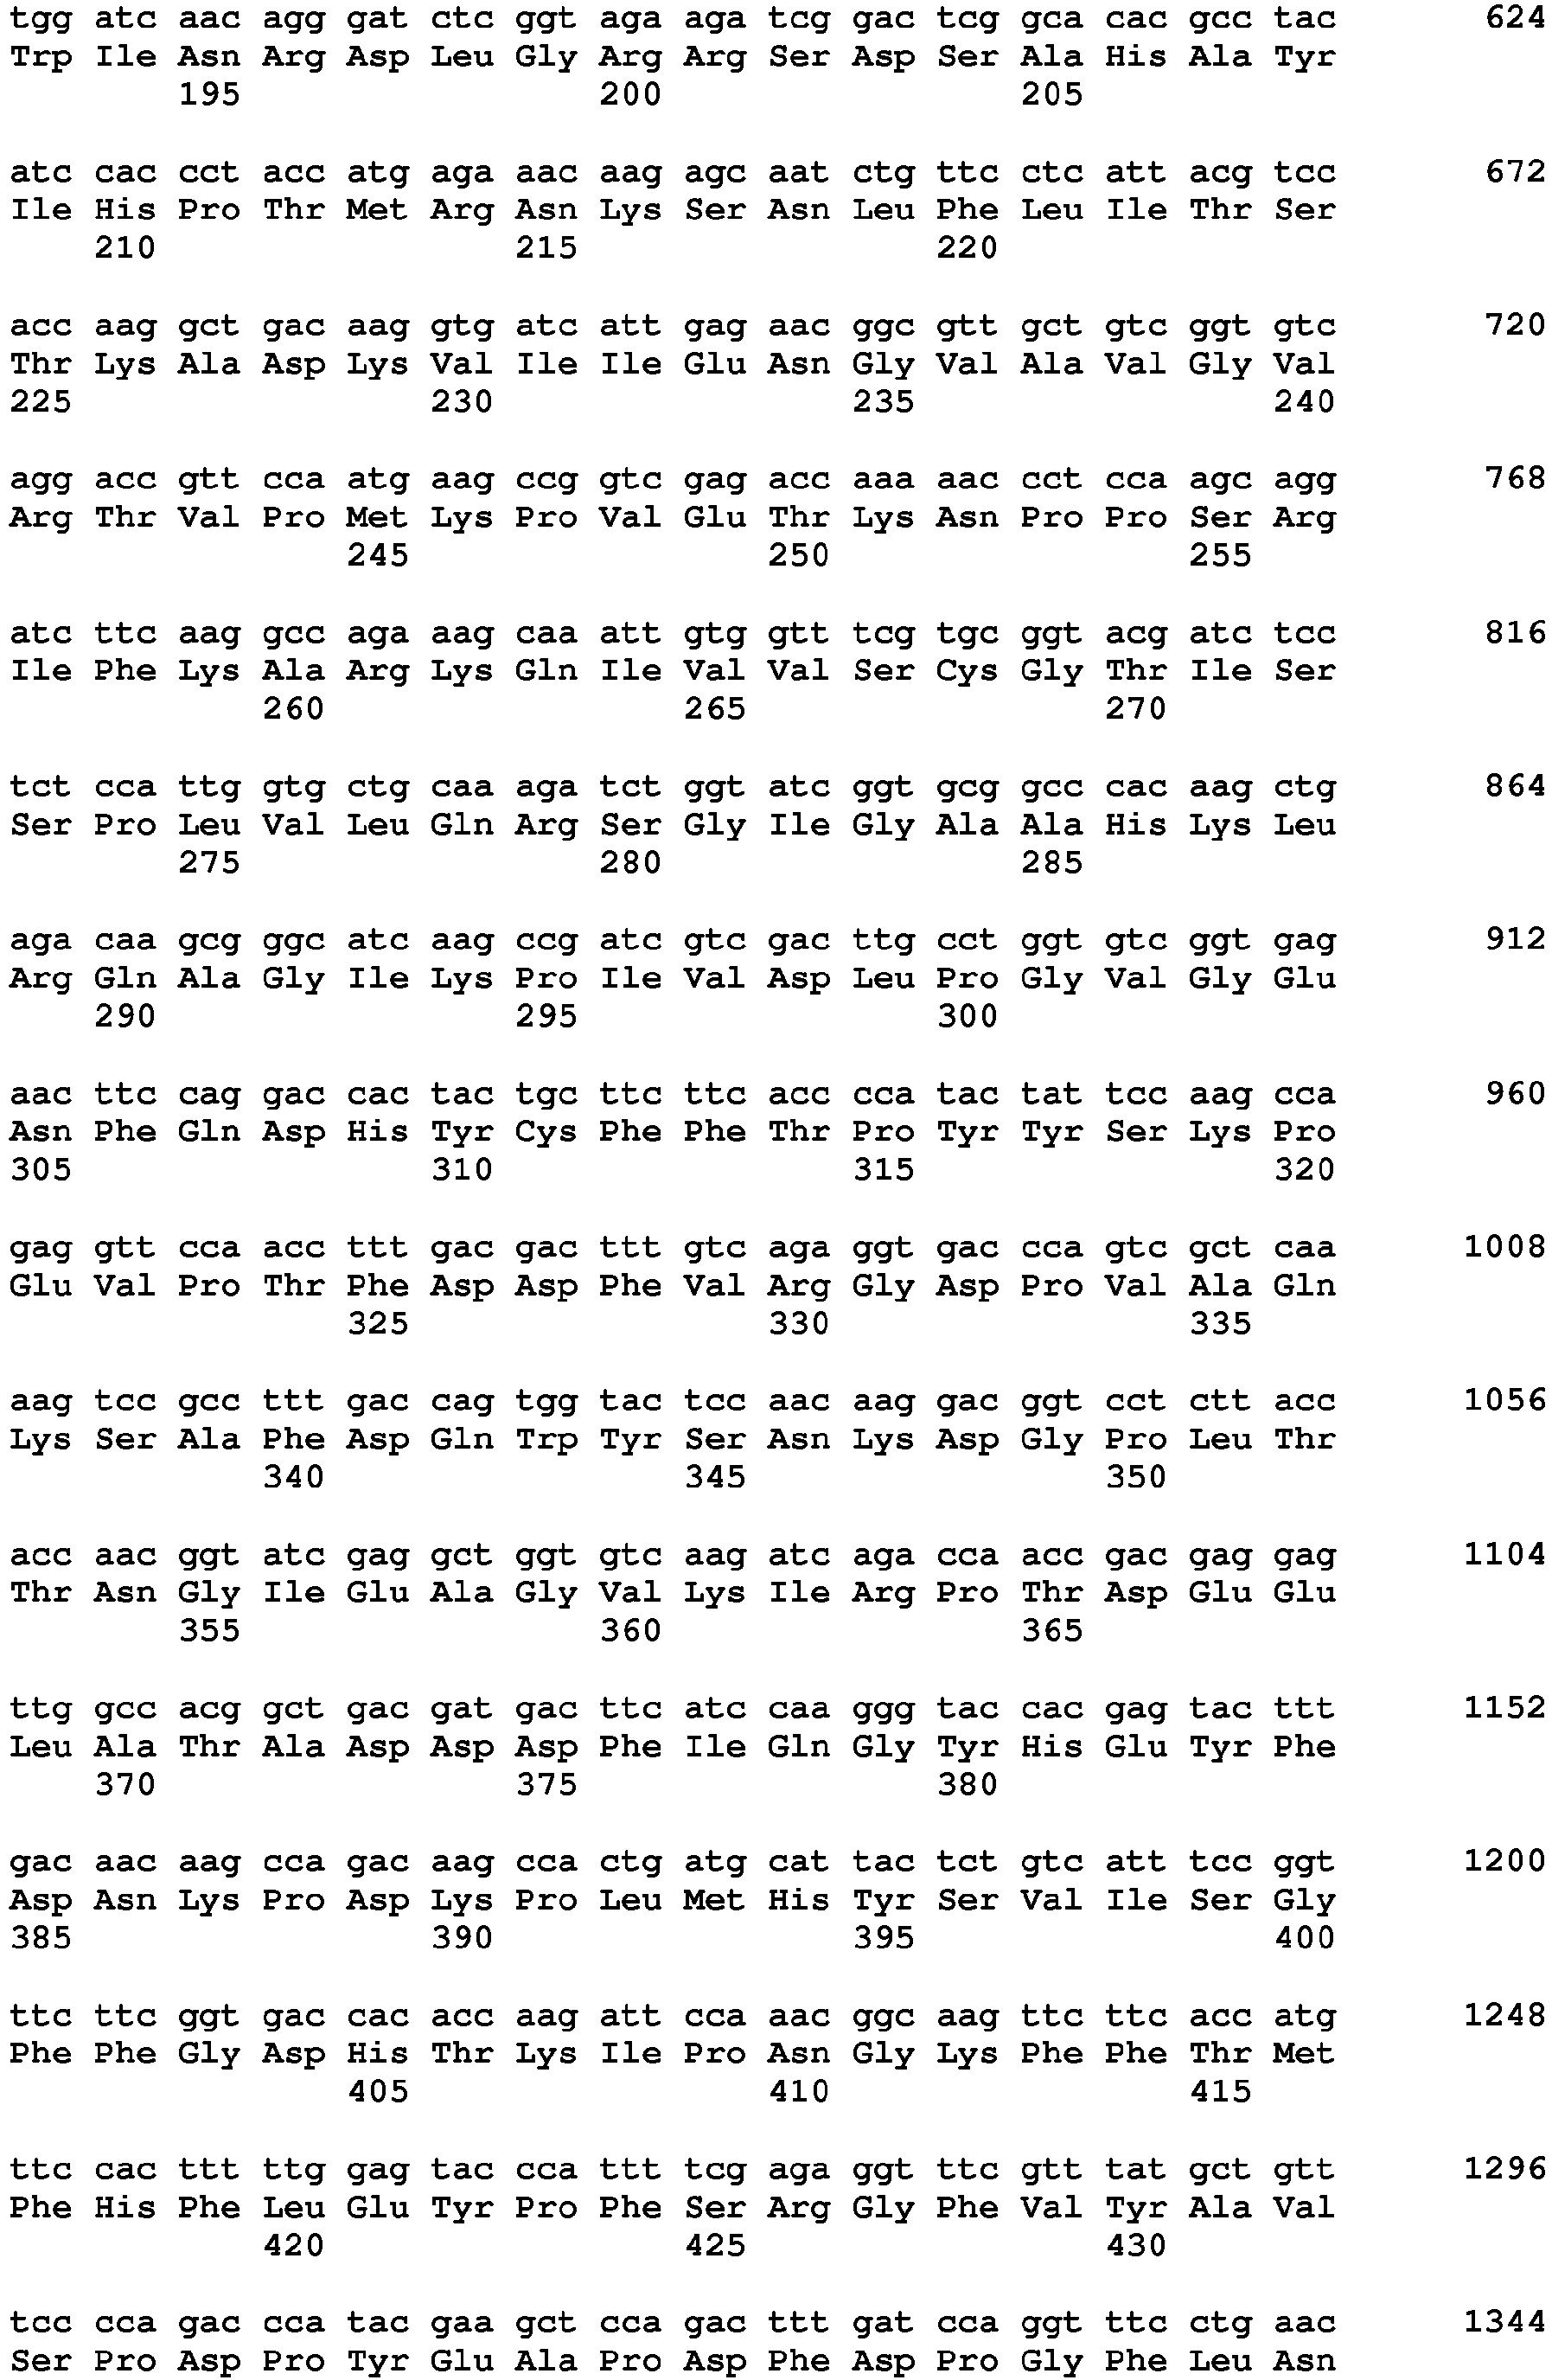 tgg atc aac agg gat ctc ggt aga aga tcg gac tcg gca cac gcc tac 624
Trp Ile Asn Arg Asp Leu Gly Arg Arg Ser Asp Ser Ala His Ala Tyr
195 200 205
atc cac cct acc atg aga aac aag agc aat ctg ttc ctc att acg tcc 672
Ile His Pro Thr Met Arg Asn Lys Ser Asn Leu Phe Leu Ile Thr Ser
210 215 220
acc aag gct gac aag gtg atc att gag aac ggc gtt gct gtc ggt gtc 720
Thr Lys Ala Asp Lys Val Ile Ile Glu Asn Gly Val Ala Val Gly Val
225 230 235 240
agg acc gtt cca atg aag ccg gtc gag acc aaa aac cct cca agc agg 768
Arg Thr Val Pro Met Lys Pro Val Glu Thr Lys Asn Pro Pro Ser Arg
245 250 255
atc ttc aag gcc aga aag caa att gtg gtt tcg tgc ggt acg atc tcc 816
Ile Phe Lys Ala Arg Lys Gln Ile Val Val Ser Cys Gly Thr Ile Ser
260 265 270
tct cca ttg gtg ctg caa aga tct ggt atc ggt gcg gcc cac aag ctg 864
Ser Pro Leu Val Leu Gln Arg Ser Gly Ile Gly Ala Ala His Lys Leu
275 280 285
aga caa gcg ggc atc aag ccg atc gtc gac ttg cct ggt gtc ggt gag 912
Arg Gln Ala Gly Ile Lys Pro Ile Val Asp Leu Pro Gly Val Gly Glu
290 295 300
aac ttc cag gac cac tac tgc ttc ttc acc cca tac tat tcc aag cca 960
Asn Phe Gln Asp His Tyr Cys Phe Phe Thr Pro Tyr Tyr Ser Lys Pro
305 310 315 320
gag gtt cca acc ttt gac gac ttt gtc aga ggt gac cca gtc gct caa 1008
Glu Val Pro Thr Phe Asp Asp Phe Val Arg Gly Asp Pro Val Ala Gln
325 330 335
aag tcc gcc ttt gac cag tgg tac tcc aac aag gac ggt cct ctt acc 1056
Lys Ser Ala Phe Asp Gln Trp Tyr Ser Asn Lys Asp Gly Pro Leu Thr
340 345 350
acc aac ggt atc gag gct ggt gtc aag atc aga cca acc gac gag gag 1104
Thr Asn Gly Ile Glu Ala Gly Val Lys Ile Arg Pro Thr Asp Glu Glu
355 360 365
ttg gcc acg gct gac gat gac ttc atc caa ggg tac cac gag tac ttt 1152
Leu Ala Thr Ala Asp Asp Asp Phe Ile Gln Gly Tyr His Glu Tyr Phe
370 375 380
gac aac aag cca gac aag cca ctg atg cat tac tct gtc att tcc ggt 1200
Asp Asn Lys Pro Asp Lys Pro Leu Met His Tyr Ser Val Ile Ser Gly
385 390 395 400
ttc ttc ggt gac cac acc aag att cca aac ggc aag ttc ttc acc atg 1248
Phe Phe Gly Asp His Thr Lys Ile Pro Asn Gly Lys Phe Phe Thr Met
405 410 415
ttc cac ttt ttg gag tac cca ttt tcg aga ggt ttc gtt tat gct gtt 1296
Phe His Phe Leu Glu Tyr Pro Phe Ser Arg Gly Phe Val Tyr Ala Val
420 425 430
tcc cca gac cca tac gaa gct cca gac ttt gat cca ggt ttc ctg aac 1344
Ser Pro Asp Pro Tyr Glu Ala Pro Asp Phe Asp Pro Gly Phe Leu Asn